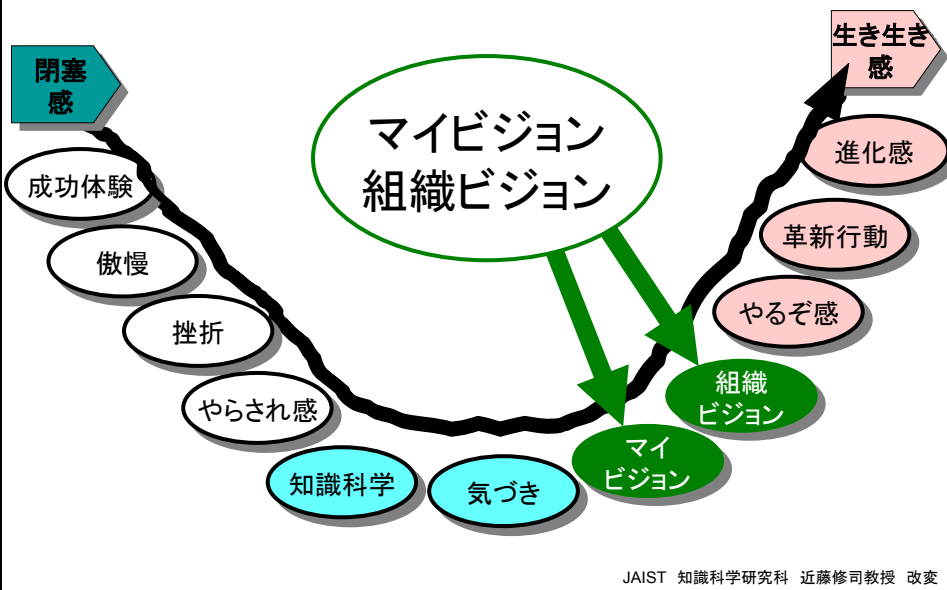 閉塞
感
成功体験
傲慢
挫折
やらされ感
知識科学
気づき
マイビジョン
組織ビジョン
マイ
ビジョン
組織
ビジョン
やるぞ感
革新行動
進化感
生き生き
感
JAIST 知識科学研究科 近藤修司教授 改変